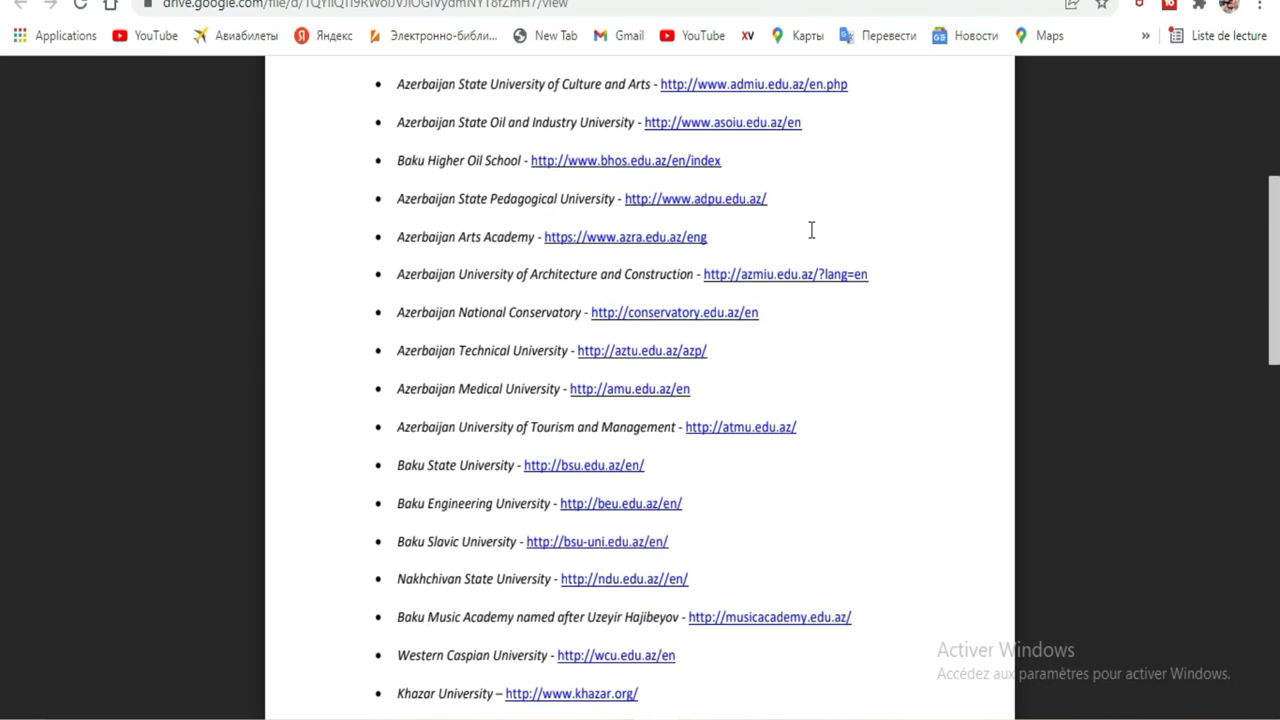 Applications YouTube Авиабилеты Яндекс Электронно-библи... New Tab Gmail YouTube XV Карты Перевести Новости Maps » Liste de lecture
• Azerbaijan State University of Culture and Arts - http://www.admiu.edu.az/en.php
• Azerbaijan State Oil and Industry University - http://www.asoiu.edu.az/en
• Baku Higher Oil School - http://www.bhos.edu.az/en/index
• Azerbaijan State Pedagogical University - http://www.adpu.edu.az/
• Azerbaijan Arts Academy - https://www.azra.edu.az/eng
• Azerbaijan University of Architecture and Construction - http://azmiu.edu.az/?lang=en
• Azerbaijan National Conservatory - http://conservatory.edu.az/en
• Azerbaijan Technical University - http://aztu.edu.az/azp/
• Azerbaijan Medical University - http://amu.edu.az/en
• Azerbaijan University of Tourism and Management - http://atmu.edu.az/
• Baku State University - http://bsu.edu.az/en/
• Baku Engineering University - http://beu.edu.az/en/
• Baku Slavic University - http://bsu-uni.edu.az/en/
• Nakhchivan State University - http://ndu.edu.az//en/
• Baku Music Academy named after Uzeyir Hajibeyov - http://musicacademy.edu.az/
• Western Caspian University - http://wcu.edu.az/en
• Khazar University – http://www.khazar.org/
Activer Windows
Accédez aux paramètres pour activer Windows.